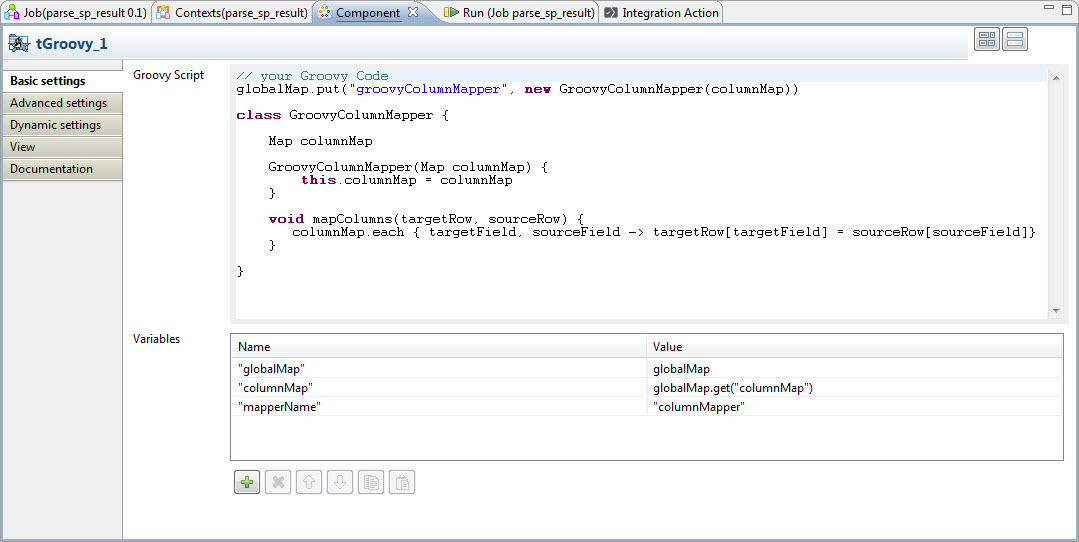 Job(parse_sp_result 0.1) Contexts(parse_sp_result) Component Run (Job parse_sp_result) Integration Action
tGroovy_1
Basic settings
Advanced settings
Dynamic settings
View
Documentation
Groovy Script
// your Groovy Code
globalMap.put("groovyColumnMapper", new GroovyColumnMapper(columnMap))
class GroovyColumnMapper {
Map columnMap
GroovyColumnMapper(Map columnMap) {
this.columnMap = columnMap
}
void mapColumns(targetRow, sourceRow) {
columnMap.each { targetField, sourceField -> targetRow[targetField] = sourceRow[sourceField]}
}
}
Variables
Name Value
"globalMap" globalMap
"columnMap" globalMap.get("columnMap")
"mapperName" "columnMapper"